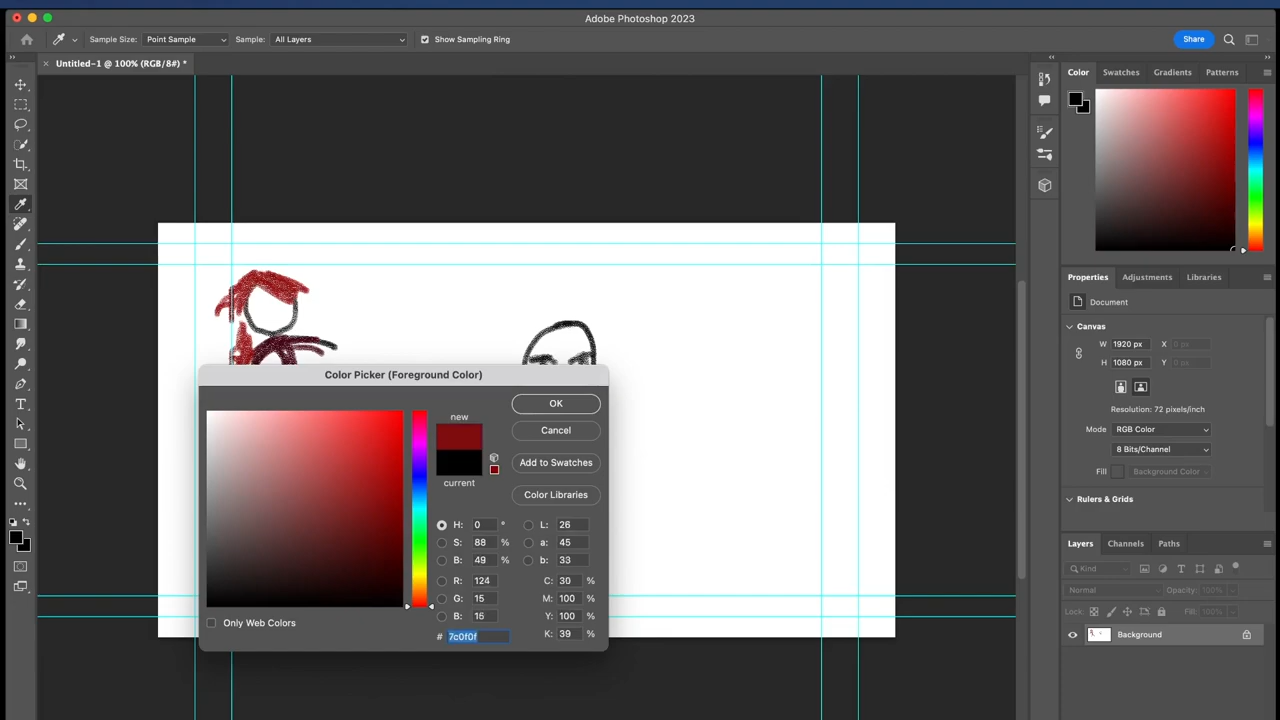 Adobe Photoshop 2023
Sample Size: Point Sample Sample: All Layers Show Sampling Ring Share
Untitled-1 @ 100% (RGB/8#) *
Color Swatches Gradients Patterns
Properties Adjustments Libraries
Document
Canvas
W 1920 px X 0 px
H 1080 px Y 0 px
Resolution: 72 pixels/inch
Mode RGB Color
8 Bits/Channel
Fill Background Color
Rulers & Grids
Layers Channels Paths
Kind
Normal Opacity: 100%
Lock: Fill: 100%
Background
Color Picker (Foreground Color)
new
current
OK
Cancel
Add to Swatches
Color Libraries
H: 0 °
S: 88 %
B: 49 %
R: 124
G: 15
B: 15
# 7c0f0f
L: 26
a: 45
b: 33
C: 30 %
M: 100 %
Y: 100 %
K: 39 %
Only Web Colors
T